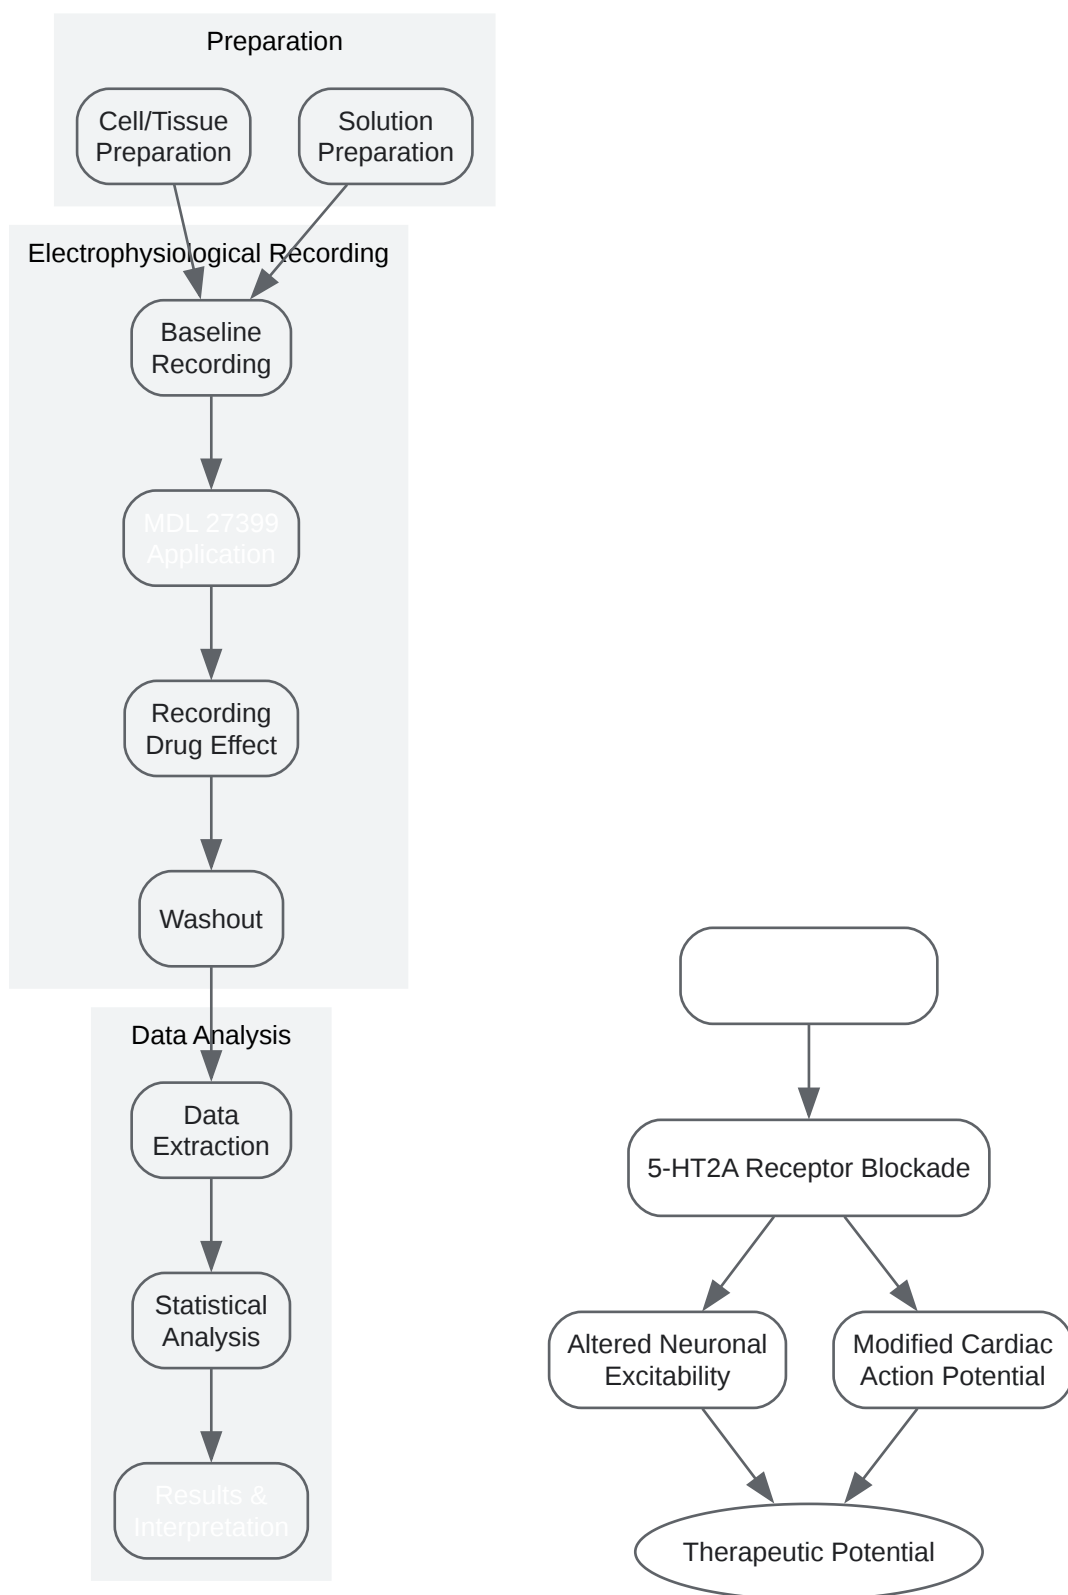 Preparation
Cell/Tissue
Preparation
Solution
Preparation
Electrophysiological Recording
Baseline
Recording
MDL 27399
Application
Recording
Drug Effect
Washout
Data Analysis
Data
Extraction
Statistical
Analysis
Results &
Interpretation
5-HT2A Receptor Blockade
Altered Neuronal
Excitability
Modified Cardiac
Action Potential
Therapeutic Potential